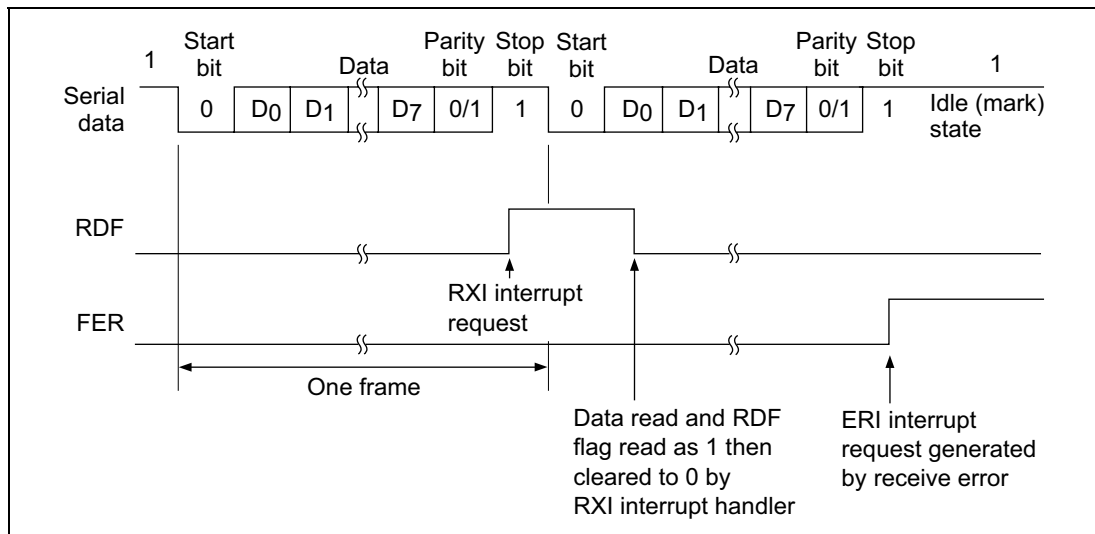 1
Start bit
Data
Parity bit
Stop bit
Start bit
Data
Parity bit
Stop bit
1
Serial data
0
D0
D1
D7
0/1
1
0
D0
D1
D7
0/1
1
Idle (mark) state
RDF
RXI interrupt
request
FER
One frame
Data read and RDF
flag read as 1 then
cleared to 0 by
RXI interrupt handler
ERI interrupt
request generated
by receive error